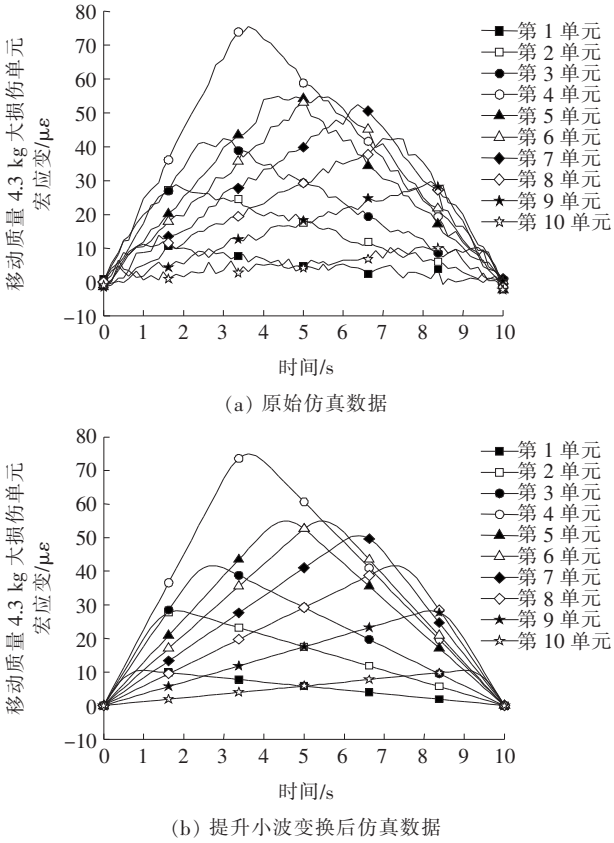 移动质量 4.3 kg 大损伤单元
宏应变/με
80
70
60
50
40
30
20
10
0
−10
0 1 2 3 4 5 6 7 8 9 10
时间/s
第 1 单元
第 2 单元
第 3 单元
第 4 单元
第 5 单元
第 6 单元
第 7 单元
第 8 单元
第 9 单元
第 10 单元
(a) 原始仿真数据
移动质量 4.3 kg 大损伤单元
宏应变/με
80
70
60
50
40
30
20
10
0
−10
0 1 2 3 4 5 6 7 8 9 10
时间/s
第 1 单元
第 2 单元
第 3 单元
第 4 单元
第 5 单元
第 6 单元
第 7 单元
第 8 单元
第 9 单元
第 10 单元
(b) 提升小波变换后仿真数据